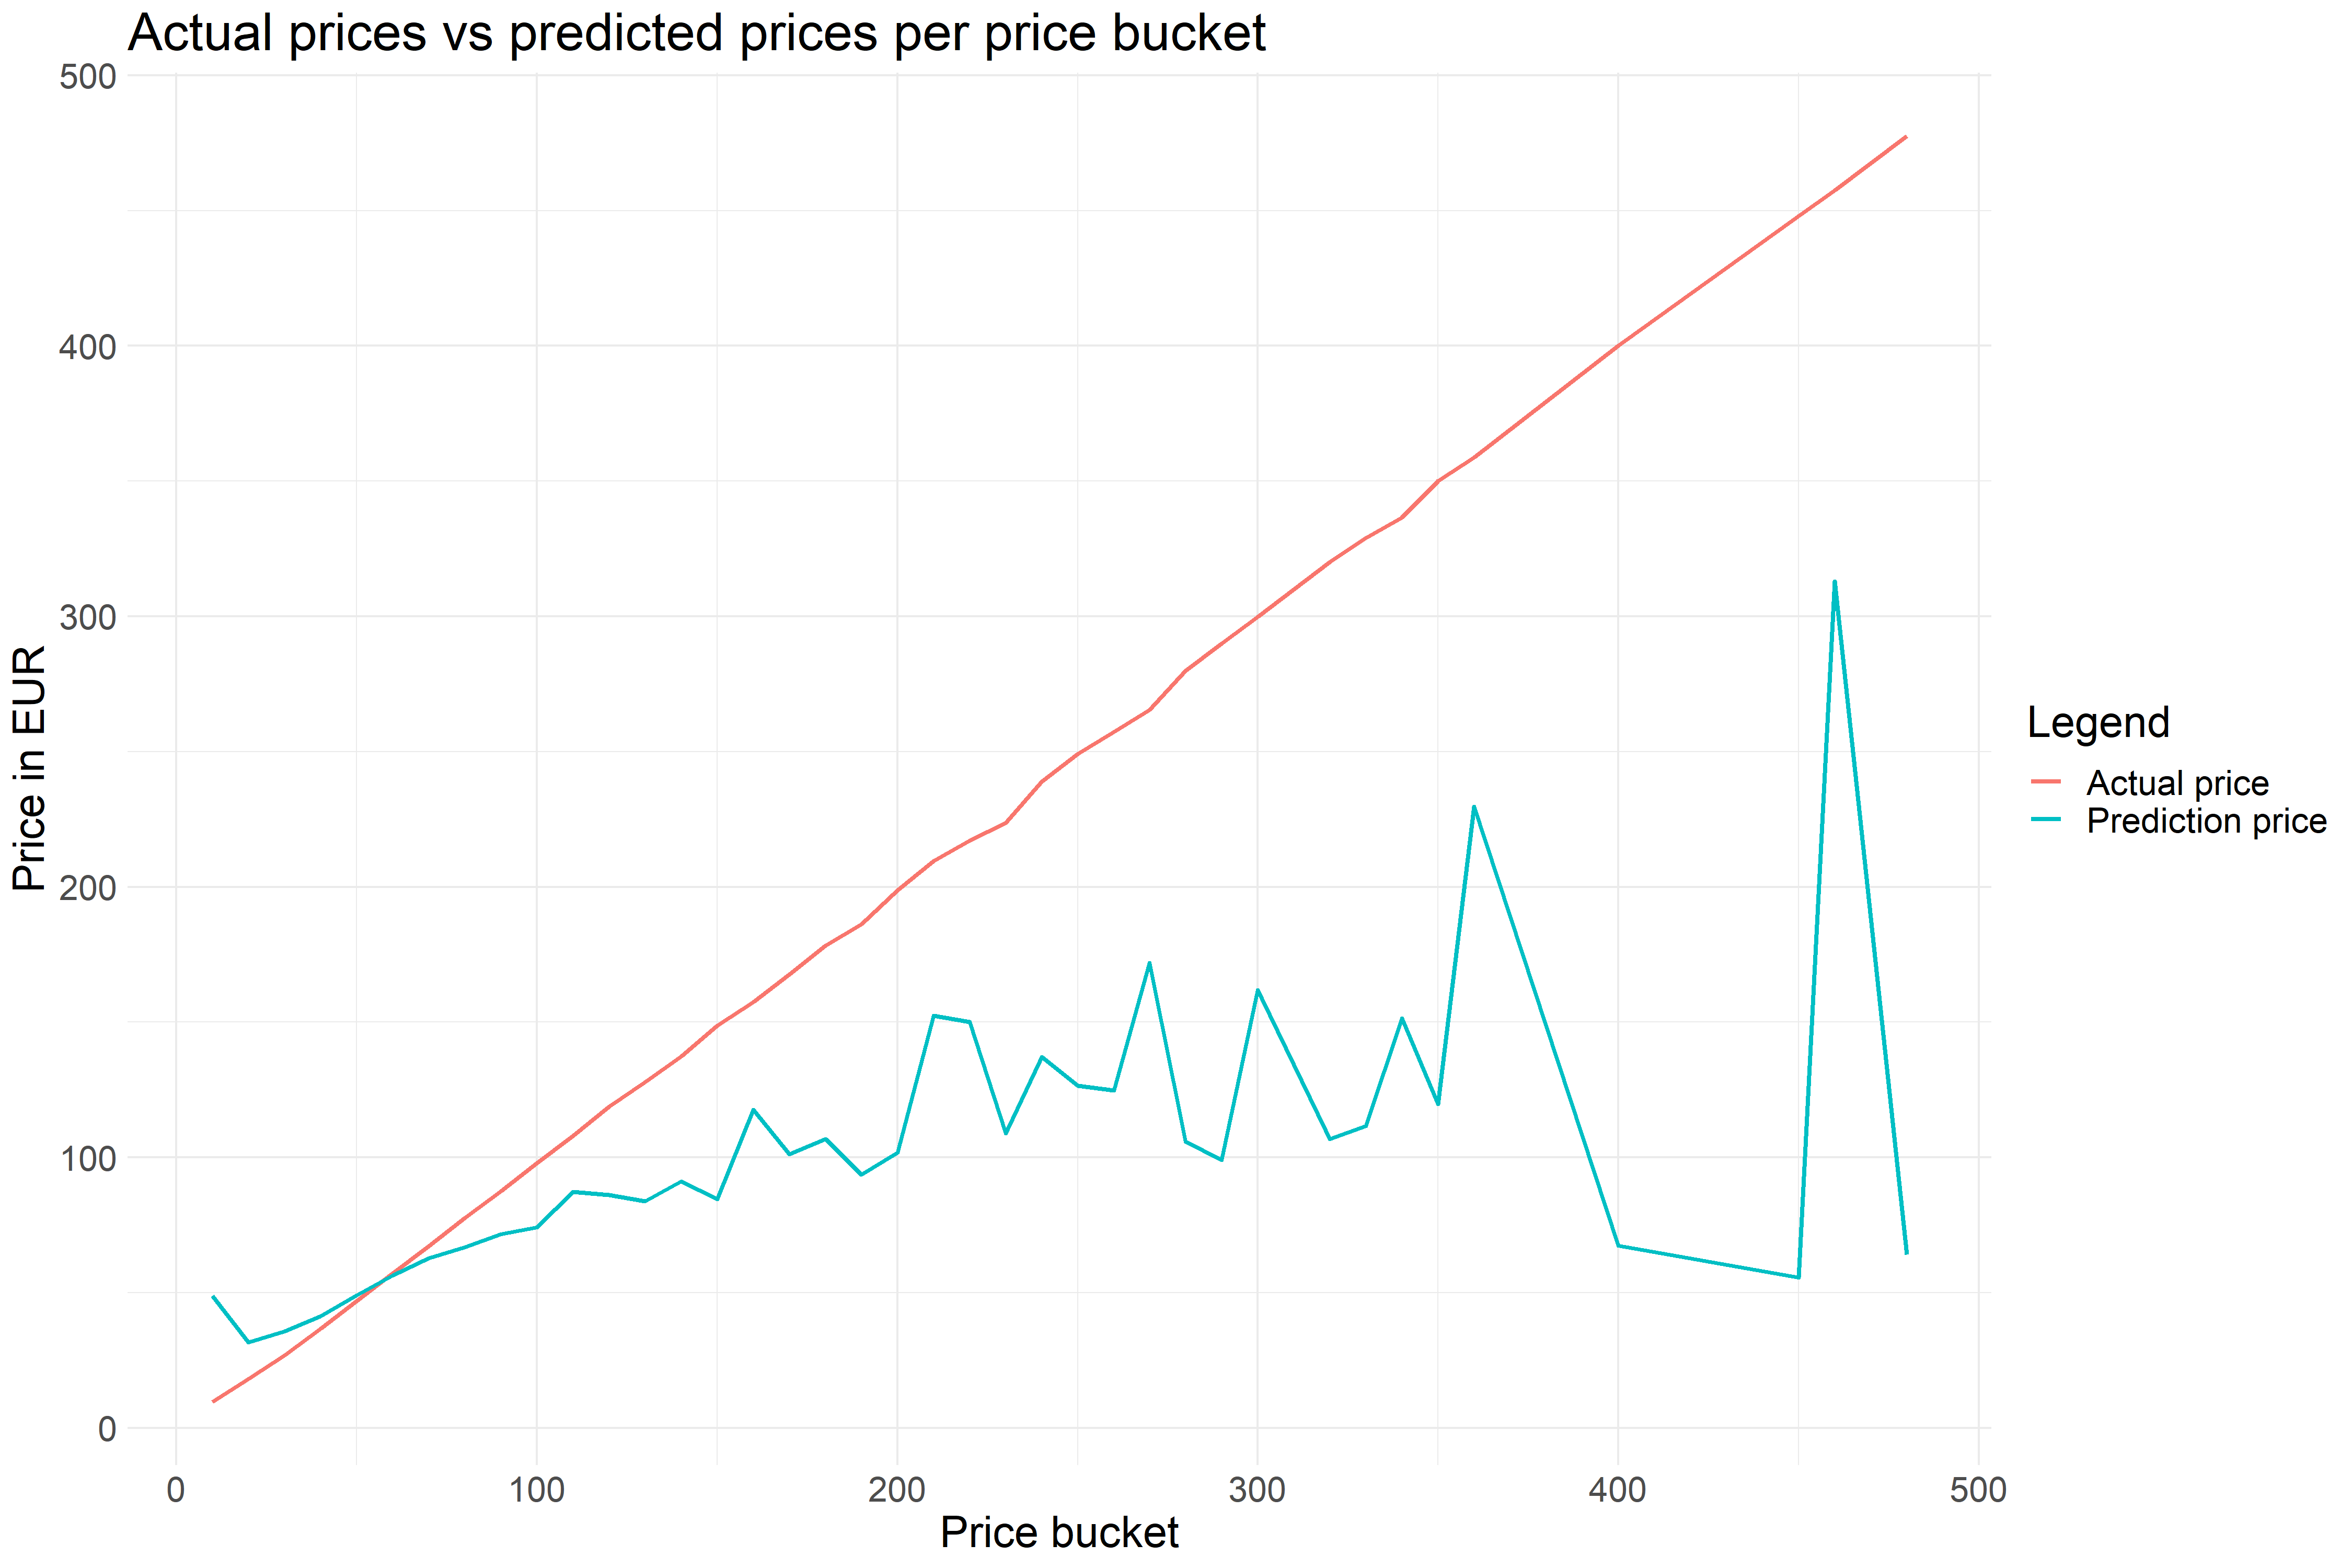 Actual prices vs predicted prices per price bucket
500
400
300
200
100
0
Price in EUR
0 100 200 300 400 500
Price bucket
Legend
Actual price
Prediction price